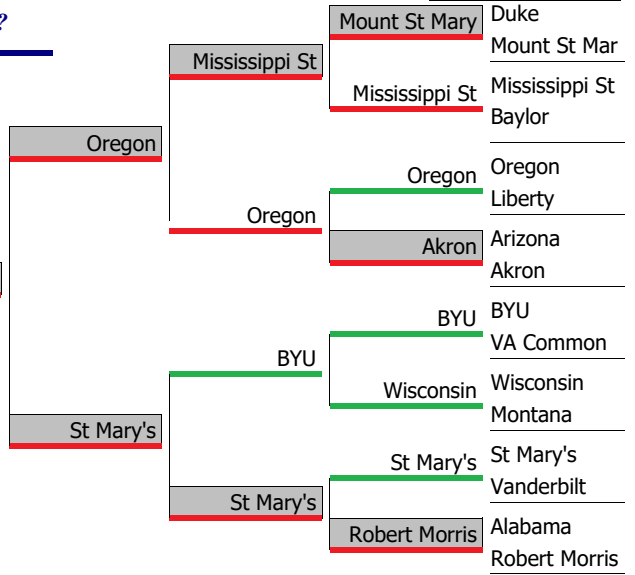 ?
Mount St Mary
Duke
Mount St Mar
Mississippi St
Mississippi St
Mississippi St
Baylor
Oregon
Oregon
Oregon
Liberty
Oregon
Akron
Arizona
Akron
BYU
BYU
VA Common
BYU
Wisconsin
Wisconsin
Montana
St Mary's
St Mary's
St Mary's
Vanderbilt
St Mary's
Robert Morris
Alabama
Robert Morris